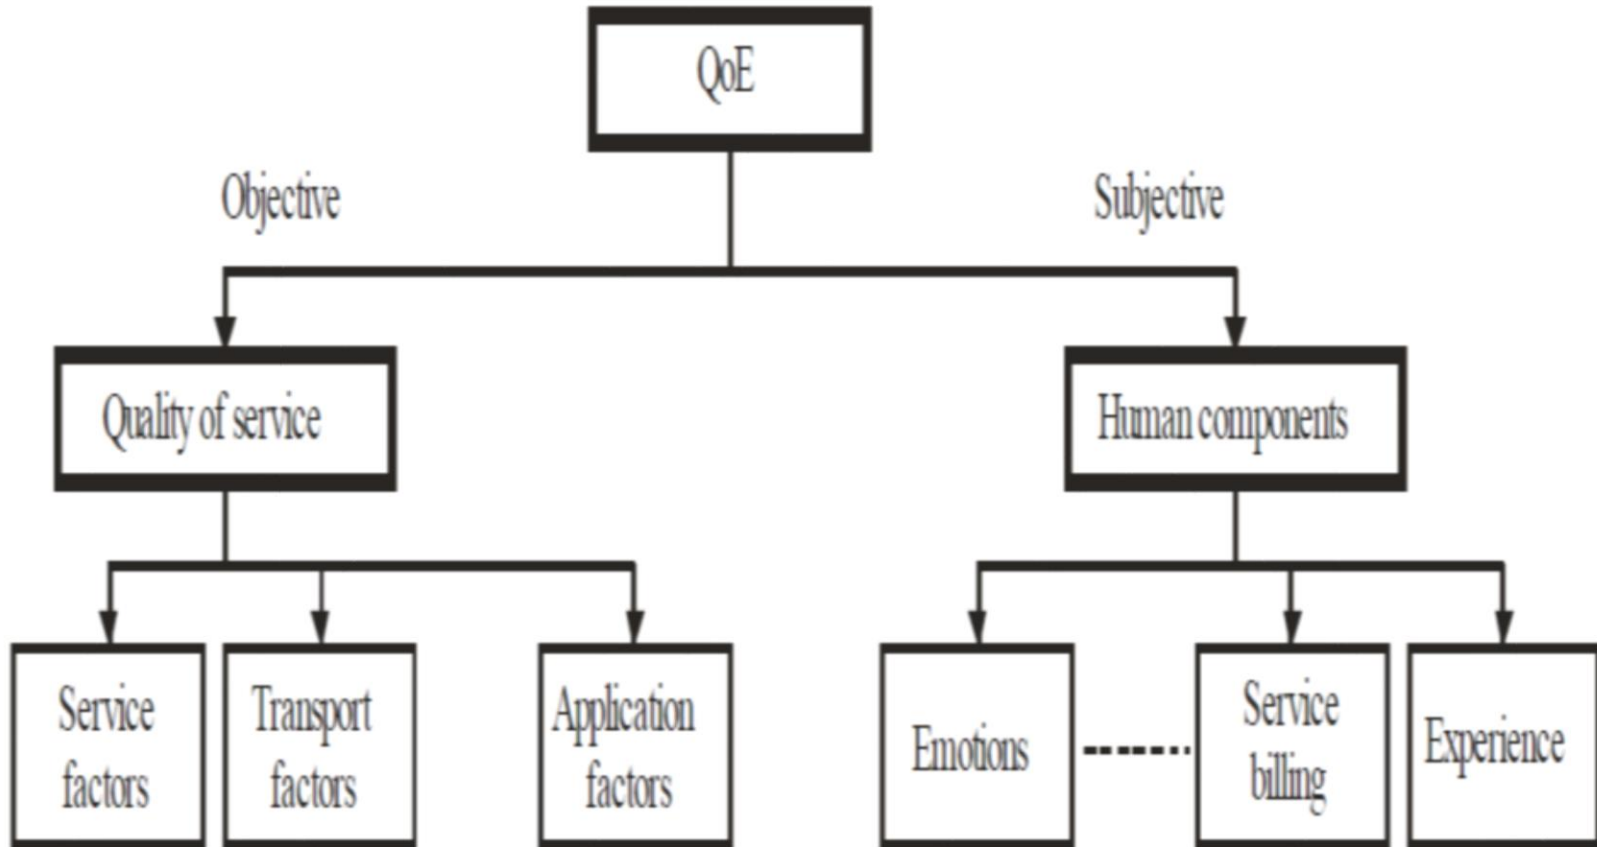 QoE
Objective
Subjective
Quality of service
Human components
Service
factors
Transport
factors
Application
factors
Emotions
Service
billing
Experience